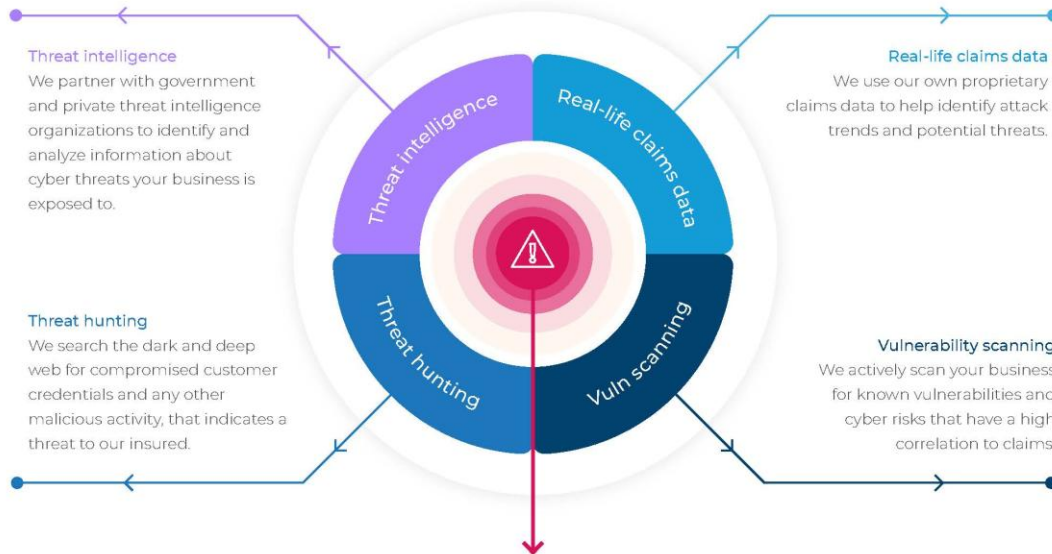 Threat intelligence
We partner with government
and private threat intelligence
organizations to identify and
analyze information about
cyber threats your business is
exposed to.
Real-life claims data
We use our own proprietary
claims data to help identify attack
trends and potential threats.
Threat intelligence
Real-life claims data
Threat hunting
Vuln scanning
Threat hunting
We search the dark and deep
web for compromised customer
credentials and any other
malicious activity, that indicates a
threat to our insured.
Vulnerability scanning
We actively scan your business
for known vulnerabilities and
cyber risks that have a high
correlation to claims